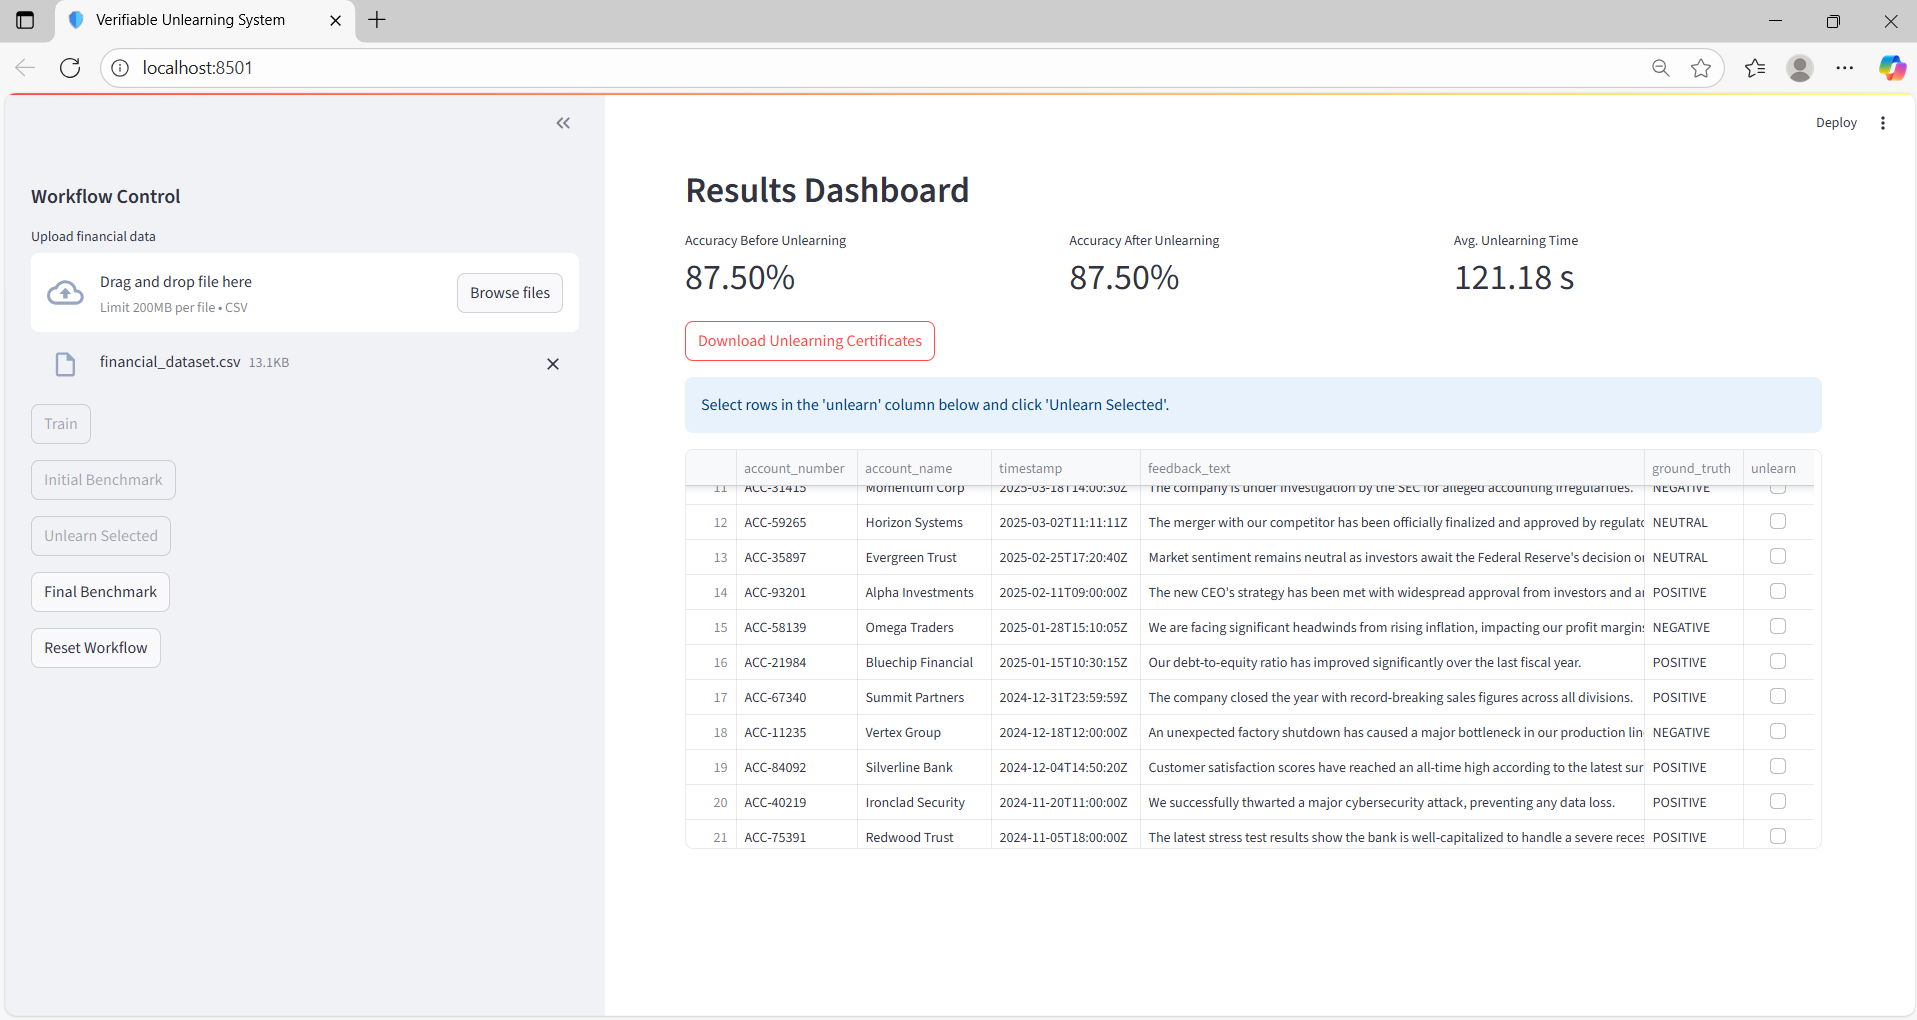 Verifiable Unlearning System
localhost:8501
Deploy
Workflow Control
Upload financial data
Drag and drop file here
Limit 200MB per file • CSV
Browse files
financial_dataset.csv 13.1KB
Train
Initial Benchmark
Unlearn Selected
Final Benchmark
Reset Workflow
Results Dashboard
Accuracy Before Unlearning Accuracy After Unlearning Avg. Unlearning Time
87.50% 87.50% 121.18 s
Download Unlearning Certificates
Select rows in the 'unlearn' column below and click 'Unlearn Selected'.
account_number account_name timestamp feedback_text ground_truth unlearn
11 ACC-31415 Momentum Corp 2025-03-18T14:00:30Z The company is under investigation by the SEC for alleged accounting irregularities. NEGATIVE
12 ACC-59265 Horizon Systems 2025-03-02T11:11:11Z The merger with our competitor has been officially finalized and approved by regulato NEUTRAL
13 ACC-35897 Evergreen Trust 2025-02-25T17:20:40Z Market sentiment remains neutral as investors await the Federal Reserve's decision o NEUTRAL
14 ACC-93201 Alpha Investments 2025-02-11T09:00:00Z The new CEO's strategy has been met with widespread approval from investors and a POSITIVE
15 ACC-58139 Omega Traders 2025-01-28T15:10:05Z We are facing significant headwinds from rising inflation, impacting our profit margins NEGATIVE
16 ACC-21984 Bluechip Financial 2025-01-15T10:30:15Z Our debt-to-equity ratio has improved significantly over the last fiscal year. POSITIVE
17 ACC-67340 Summit Partners 2024-12-31T23:59:59Z The company closed the year with record-breaking sales figures across all divisions. POSITIVE
18 ACC-11235 Vertex Group 2024-12-18T12:00:00Z An unexpected factory shutdown has caused a major bottleneck in our production lin NEGATIVE
19 ACC-84092 Silverline Bank 2024-12-04T14:50:20Z Customer satisfaction scores have reached an all-time high according to the latest sur POSITIVE
20 ACC-40219 Ironclad Security 2024-11-20T11:00:00Z We successfully thwarted a major cybersecurity attack, preventing any data loss. POSITIVE
21 ACC-75391 Redwood Trust 2024-11-05T18:00:00Z The latest stress test results show the bank is well-capitalized to handle a severe reces POSITIVE